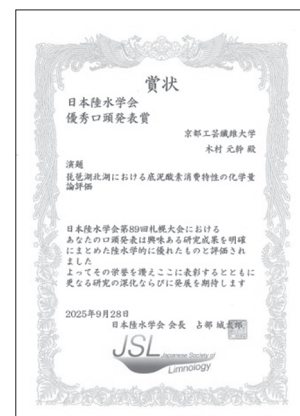 賞状
日本陸水学会
優秀口頭発表賞
京都工芸繊維大学
木村 元幹 殿
演題
琵琶湖北湖における底泥酸素消費特性の化学量
論評価
日本陸水学会第89回札幌大会における
あなたの口頭発表は興味ある研究成果を明確
にまとめた陸水学的に優れたものと評価され
ました
よってその栄誉を讃えここに表彰するとともに
更なる研究の深化ならびに発展を期待します
2025年9月28日
日本陸水学会 会長 占部 城太郎
JSL Japanese Society of
Limnology